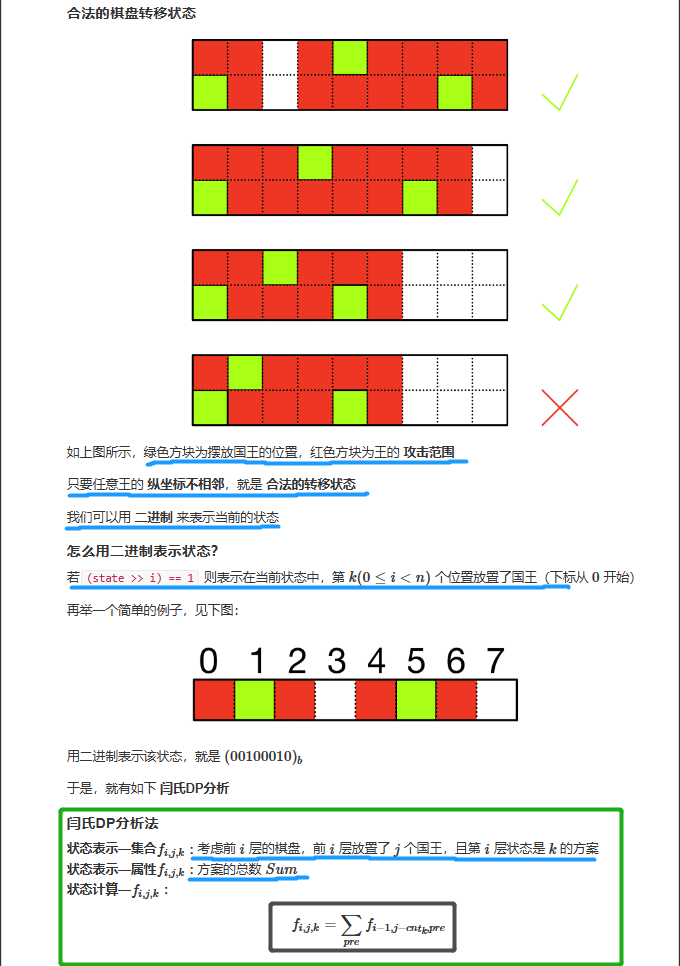 合法的棋盘转移状态
如上图所示，绿色方块为摆放国王的位置，红色方块为王的 攻击范围
只要任意王的 纵坐标不相邻，就是 合法的转移状态
我们可以用 二进制 来表示当前的状态
怎么用二进制表示状态？
若 (state >> i) == 1 则表示在当前状态中，第 k(0 ≤ i < n) 个位置放置了国王（下标从 0 开始）
再举一个简单的例子，见下图：
0 1 2 3 4 5 6 7
用二进制表示该状态，就是 (00100010)_b
于是，就有如下 闫氏DP分析
闫氏DP分析法
状态表示—集合f_{i,j,k}：考虑前 i 层的棋盘，前 i 层放置了 j 个国王，且第 i 层状态是 k 的方案
状态表示—属性f_{i,j,k}：方案的总数 Sum
状态计算—f_{i,j,k}：
f_{i,j,k} = ∑_{pre} f_{i−1,j−cnt_k,pre}